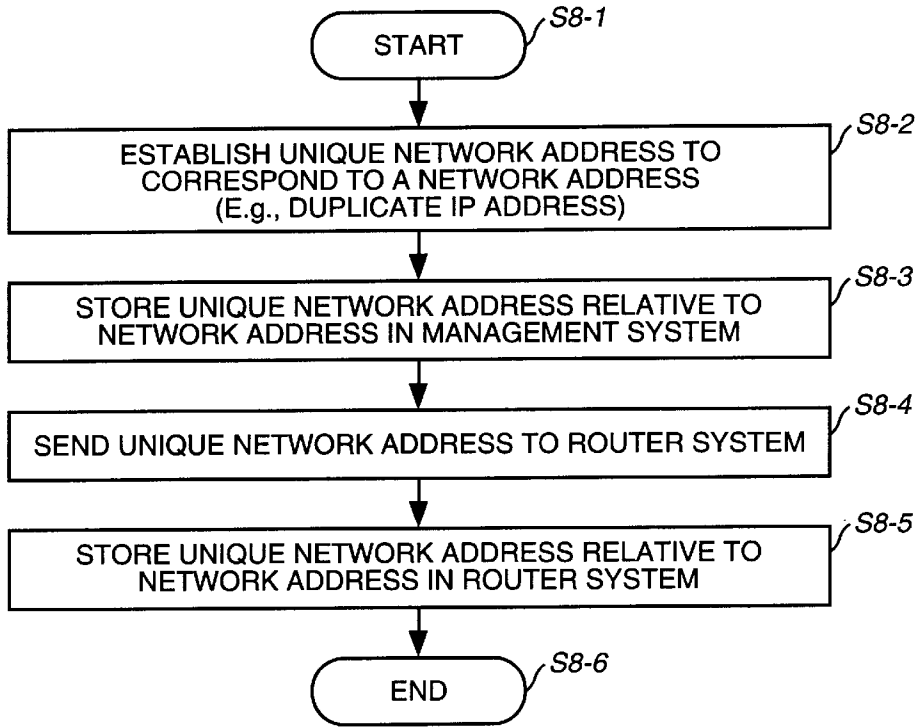 START
S8-1
S8-2
ESTABLISH UNIQUE NETWORK ADDRESS TO
CORRESPOND TO A NETWORK ADDRESS
(E.g., DUPLICATE IP ADDRESS)
S8-3
STORE UNIQUE NETWORK ADDRESS RELATIVE TO
NETWORK ADDRESS IN MANAGEMENT SYSTEM
S8-4
SEND UNIQUE NETWORK ADDRESS TO ROUTER SYSTEM
S8-5
STORE UNIQUE NETWORK ADDRESS RELATIVE TO
NETWORK ADDRESS IN ROUTER SYSTEM
S8-6
END